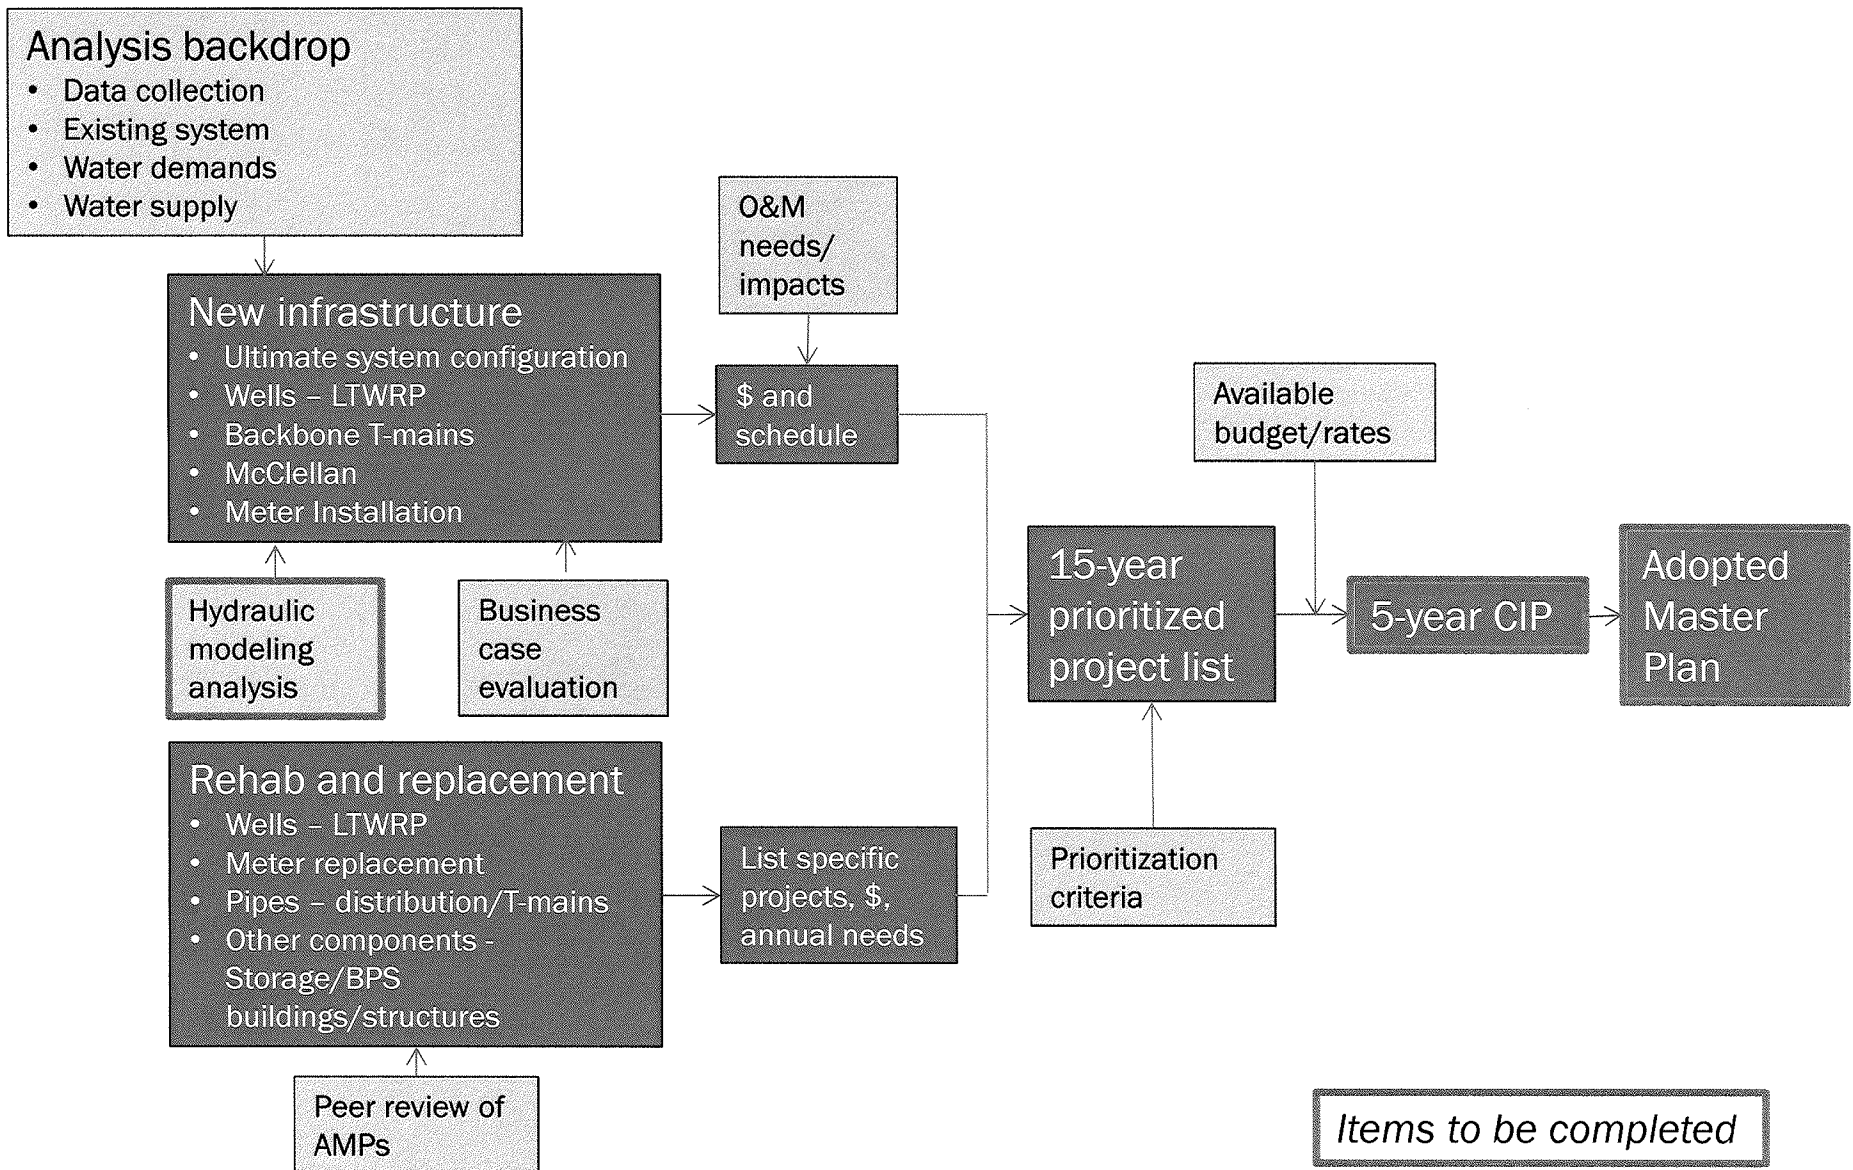 Analysis backdrop
• Data collection
• Existing system
• Water demands
• Water supply
O&M
needs/
impacts
New infrastructure
• Ultimate system configuration
• Wells – LTWRP
• Backbone T-mains
• McClellan
• Meter Installation
$ and
schedule
Available
budget/rates
Hydraulic
modeling
analysis
Business
case
evaluation
15-year
prioritized
project list
5-year CIP
Adopted
Master
Plan
Rehab and replacement
• Wells – LTWRP
• Meter replacement
• Pipes – distribution/T-mains
• Other components -
Storage/BPS
buildings/structures
List specific
projects, $,
annual needs
Prioritization
criteria
Peer review of
AMPs
Items to be completed